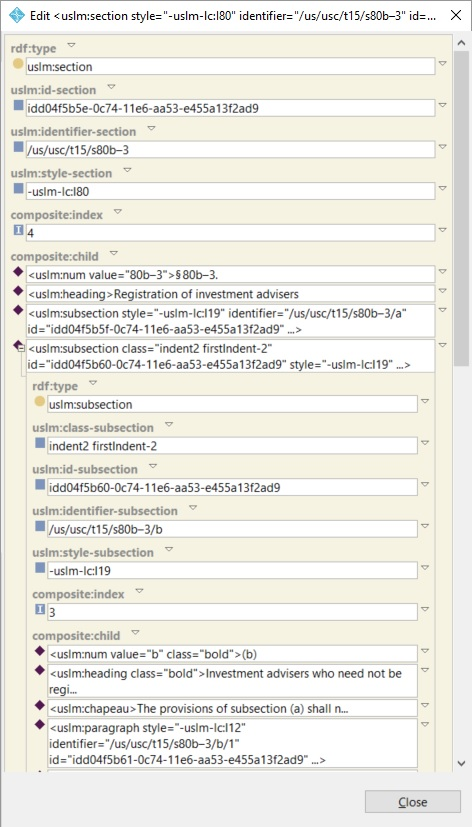 Edit <uslm:section style="-uslm-lc:I80" identifier="/us/usc/t15/s80b–3" id=...
rdf:type
uslm:section
uslm:id-section
idd04f5b5e-0c74-11e6-aa53-e455a13f2ad9
uslm:identifier-section
/us/usc/t15/s80b–3
uslm:style-section
-uslm-lc:I80
composite:index
4
composite:child
<uslm:num value="80b–3">§ 80b–3.
<uslm:heading>Registration of investment advisers
<uslm:subsection style="-uslm-lc:I19" identifier="/us/usc/t15/s80b–3/a"
id="idd04f5b5f-0c74-11e6-aa53-e455a13f2ad9" ...>
<uslm:subsection class="indent2 firstIndent-2"
id="idd04f5b60-0c74-11e6-aa53-e455a13f2ad9" style="-uslm-lc:I19" ...>
rdf:type
uslm:subsection
uslm:class-subsection
indent2 firstIndent-2
uslm:id-subsection
idd04f5b60-0c74-11e6-aa53-e455a13f2ad9
uslm:identifier-subsection
/us/usc/t15/s80b–3/b
uslm:style-subsection
-uslm-lc:I19
composite:index
3
composite:child
<uslm:num value="b" class="bold">(b)
<uslm:heading class="bold">Investment advisers who need not be
regi...
<uslm:chapeau>The provisions of subsection (a) shall n...
<uslm:paragraph style="-uslm-lc:I12"
identifier="/us/usc/t15/s80b–3/b/1"
id="idd04f5b61-0c74-11e6-aa53-e455a13f2ad9" ...>
Close